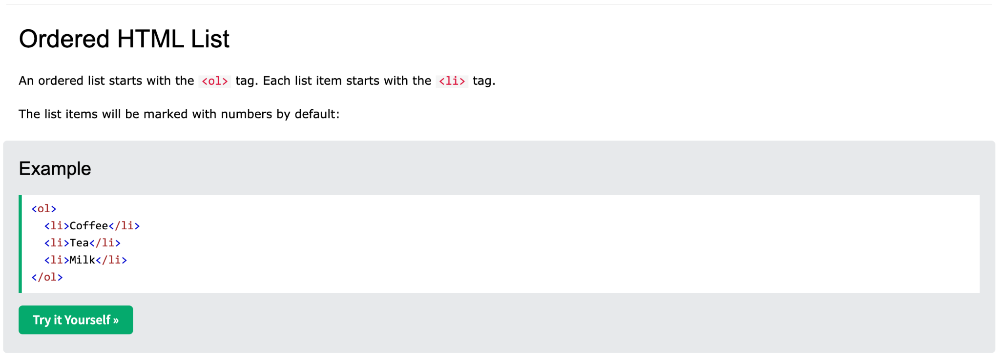 Ordered HTML List
An ordered list starts with the <ol> tag. Each list item starts with the <li> tag.
The list items will be marked with numbers by default:
Example
<ol>
  <li>Coffee</li>
  <li>Tea</li>
  <li>Milk</li>
</ol>
Try it Yourself »